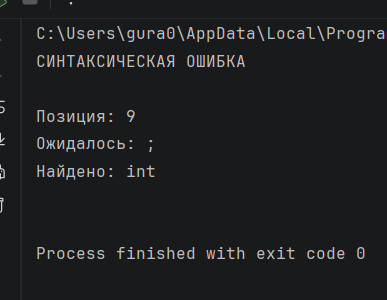 C:\Users\gura0\AppData\Local\Progra
СИНТАКСИЧЕСКАЯ ОШИБКА
Позиция: 9
Ожидалось: ;
Найдено: int
Process finished with exit code 0